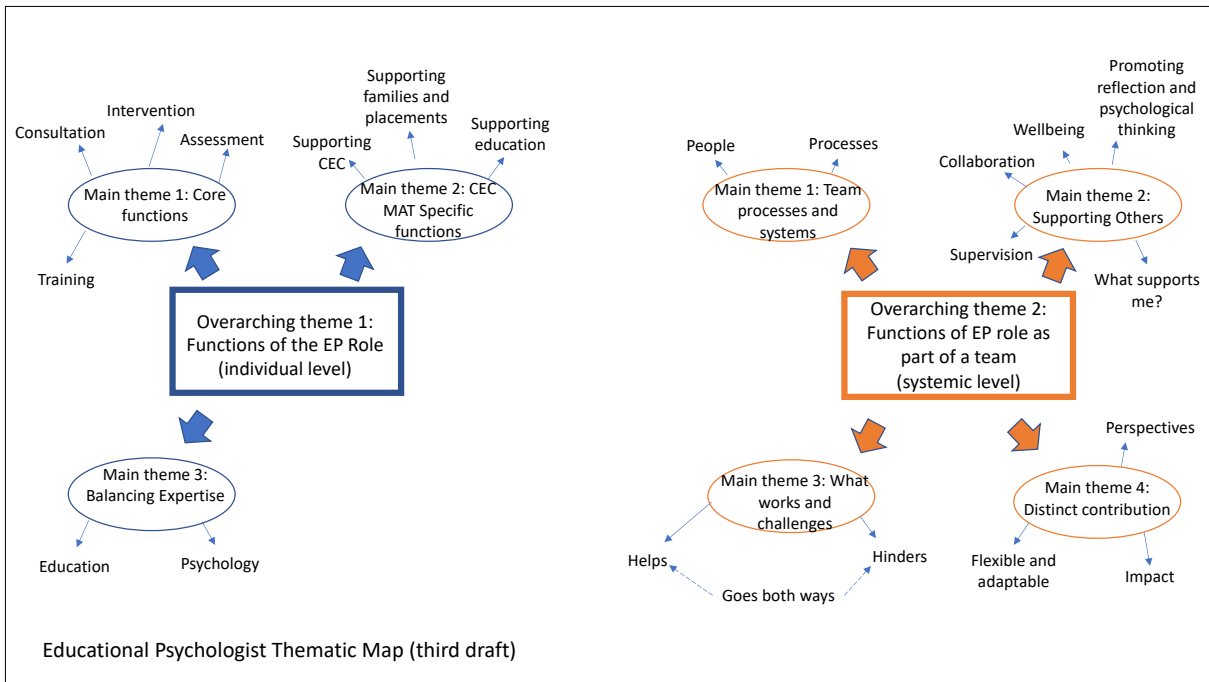 Consultation
Intervention
Assessment
Main theme 1: Core
functions
Training
Supporting
families and
placements
Supporting
CEC
Supporting
education
Main theme 2: CEC
MAT Specific
functions
Overarching theme 1:
Functions of the EP Role
(individual level)
Main theme 3:
Balancing Expertise
Education
Psychology
People
Processes
Main theme 1: Team
processes and
systems
Promoting
reflection and
psychological
thinking
Wellbeing
Collaboration
Main theme 2:
Supporting Others
Supervision
What supports
me?
Overarching theme 2:
Functions of EP role as
part of a team
(systemic level)
Main theme 3: What
works and
challenges
Helps
Hinders
Goes both ways
Perspectives
Main theme 4:
Distinct contribution
Flexible and
adaptable
Impact
Educational Psychologist Thematic Map (third draft)